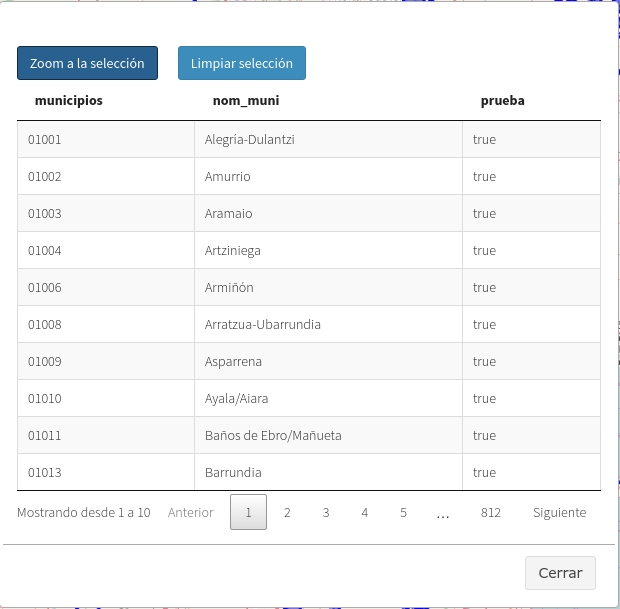 Zoom a la selección Limpiar selección
municipios nom_muni prueba
01001 Alegría-Dulantzi true
01002 Amurrio true
01003 Aramaio true
01004 Artziniega true
01006 Armiñón true
01008 Arratzua-Ubarrundia true
01009 Asparrena true
01010 Ayala/Aiara true
01011 Baños de Ebro/Mañueta true
01013 Barrundia true
Mostrando desde 1 a 10 Anterior 1 2 3 4 5 … 812 Siguiente
Cerrar